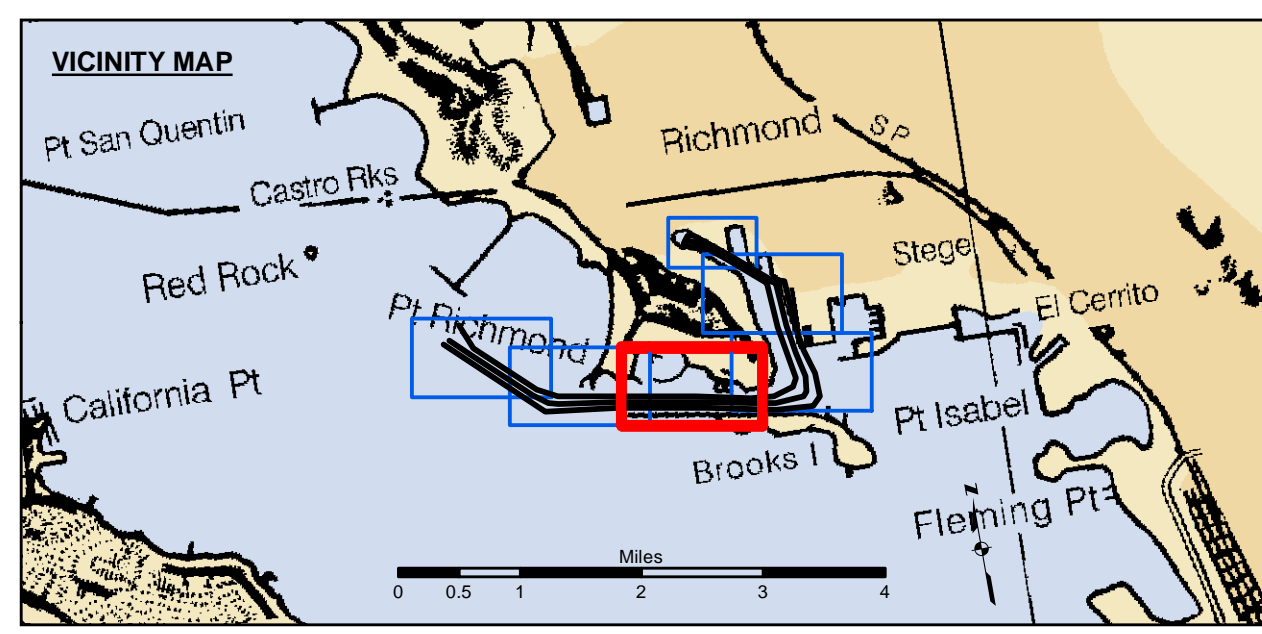 VICINITY MAP
Pt San Quentin
Richmond
S P
Castro Rks
Stege
Red Rock
El Cerrito
Pt Richmond
California Pt
Pt Isabel
Brooks I
Fleming Pt
N
Miles
0 0.5 1 2 3 4